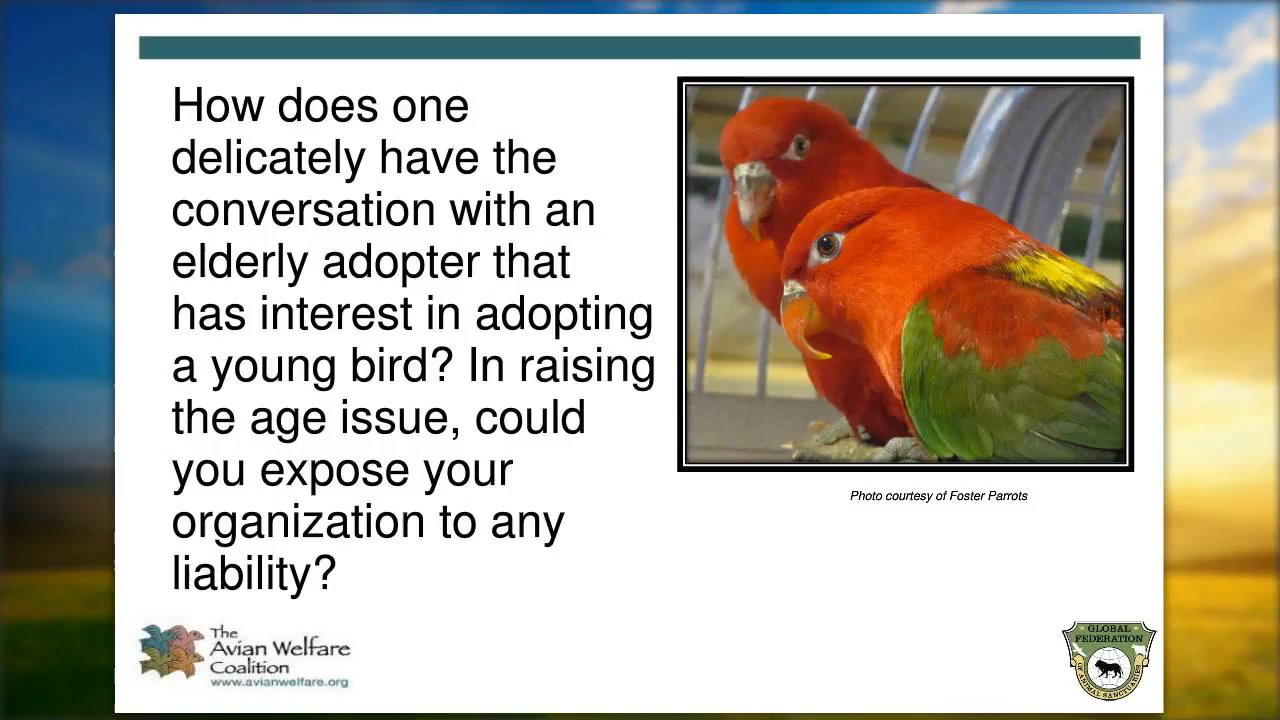 How does one
delicately have the
conversation with an
elderly adopter that
has interest in adopting
a young bird? In raising
the age issue, could
you expose your
organization to any
liability?
Photo courtesy of Foster Parrots
The
Avian Welfare
Coalition
www.avianwelfare.org
GLOBAL
FEDERATION
OF ANIMAL SANCTUARIES